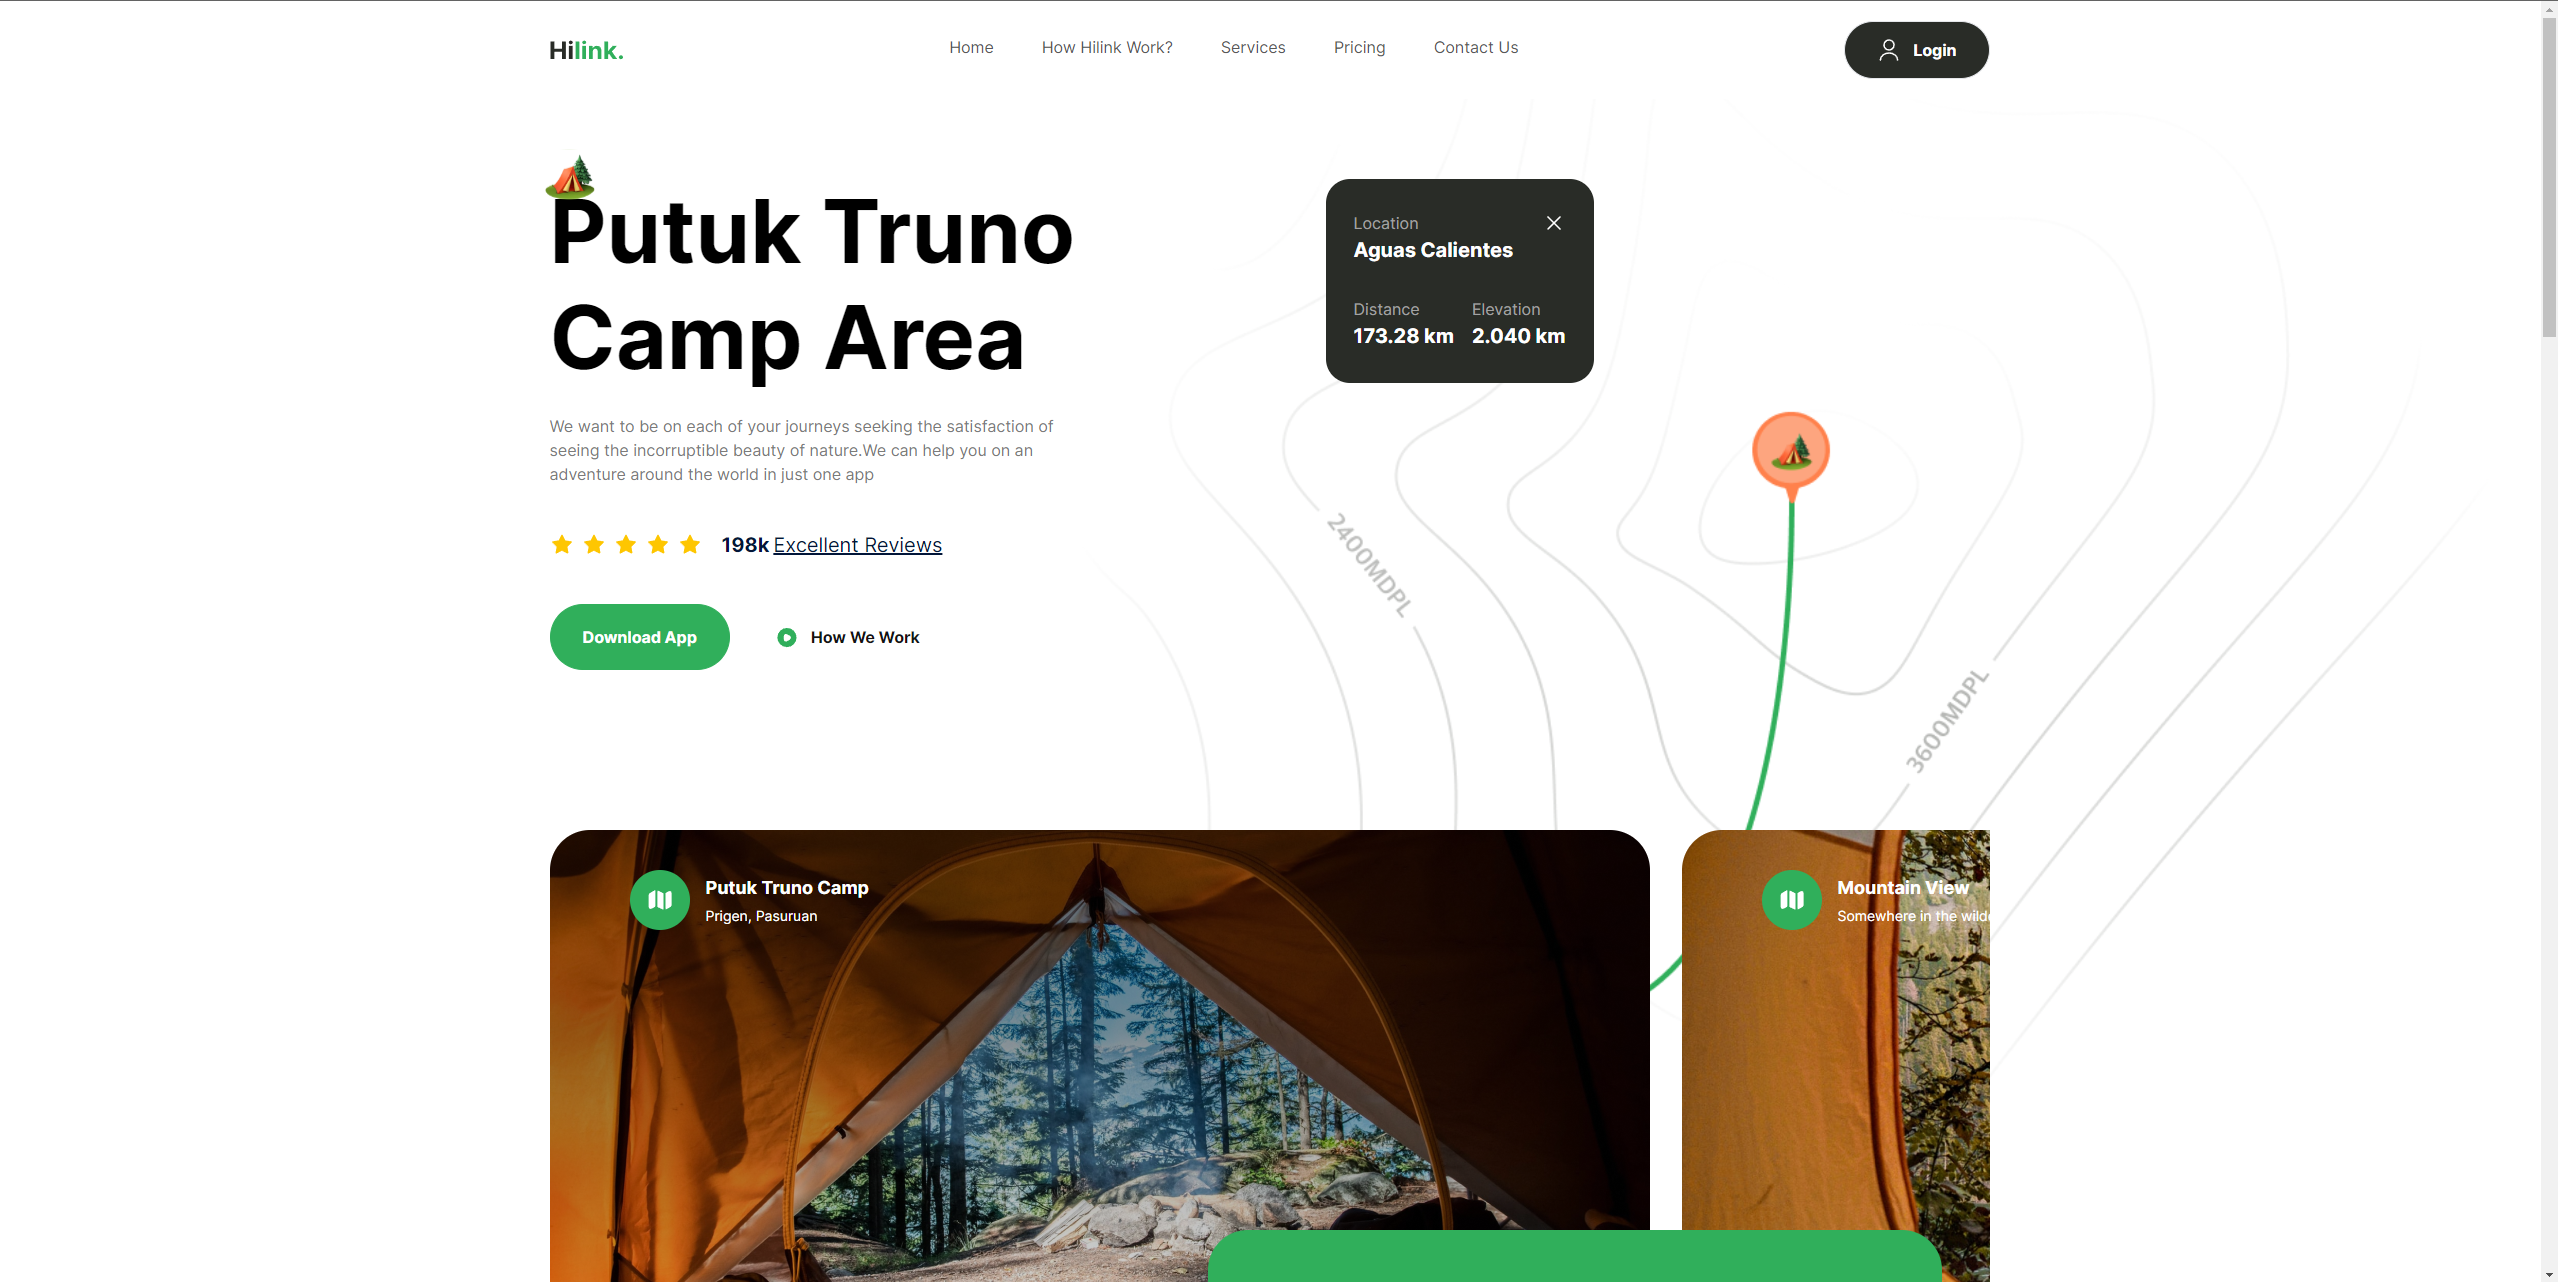 Hilink.
Home
How Hilink Work?
Services
Pricing
Contact Us
Login
Putuk Truno
Camp Area
We want to be on each of your journeys seeking the satisfaction of
seeing the incorruptible beauty of nature.We can help you on an
adventure around the world in just one app
198k Excellent Reviews
Download App
How We Work
Location
Aguas Calientes
Distance
Elevation
173.28 km
2.040 km
2400MDPL
3600MDPL
Putuk Truno Camp
Prigen, Pasuruan
Mountain View
Somewhere in the